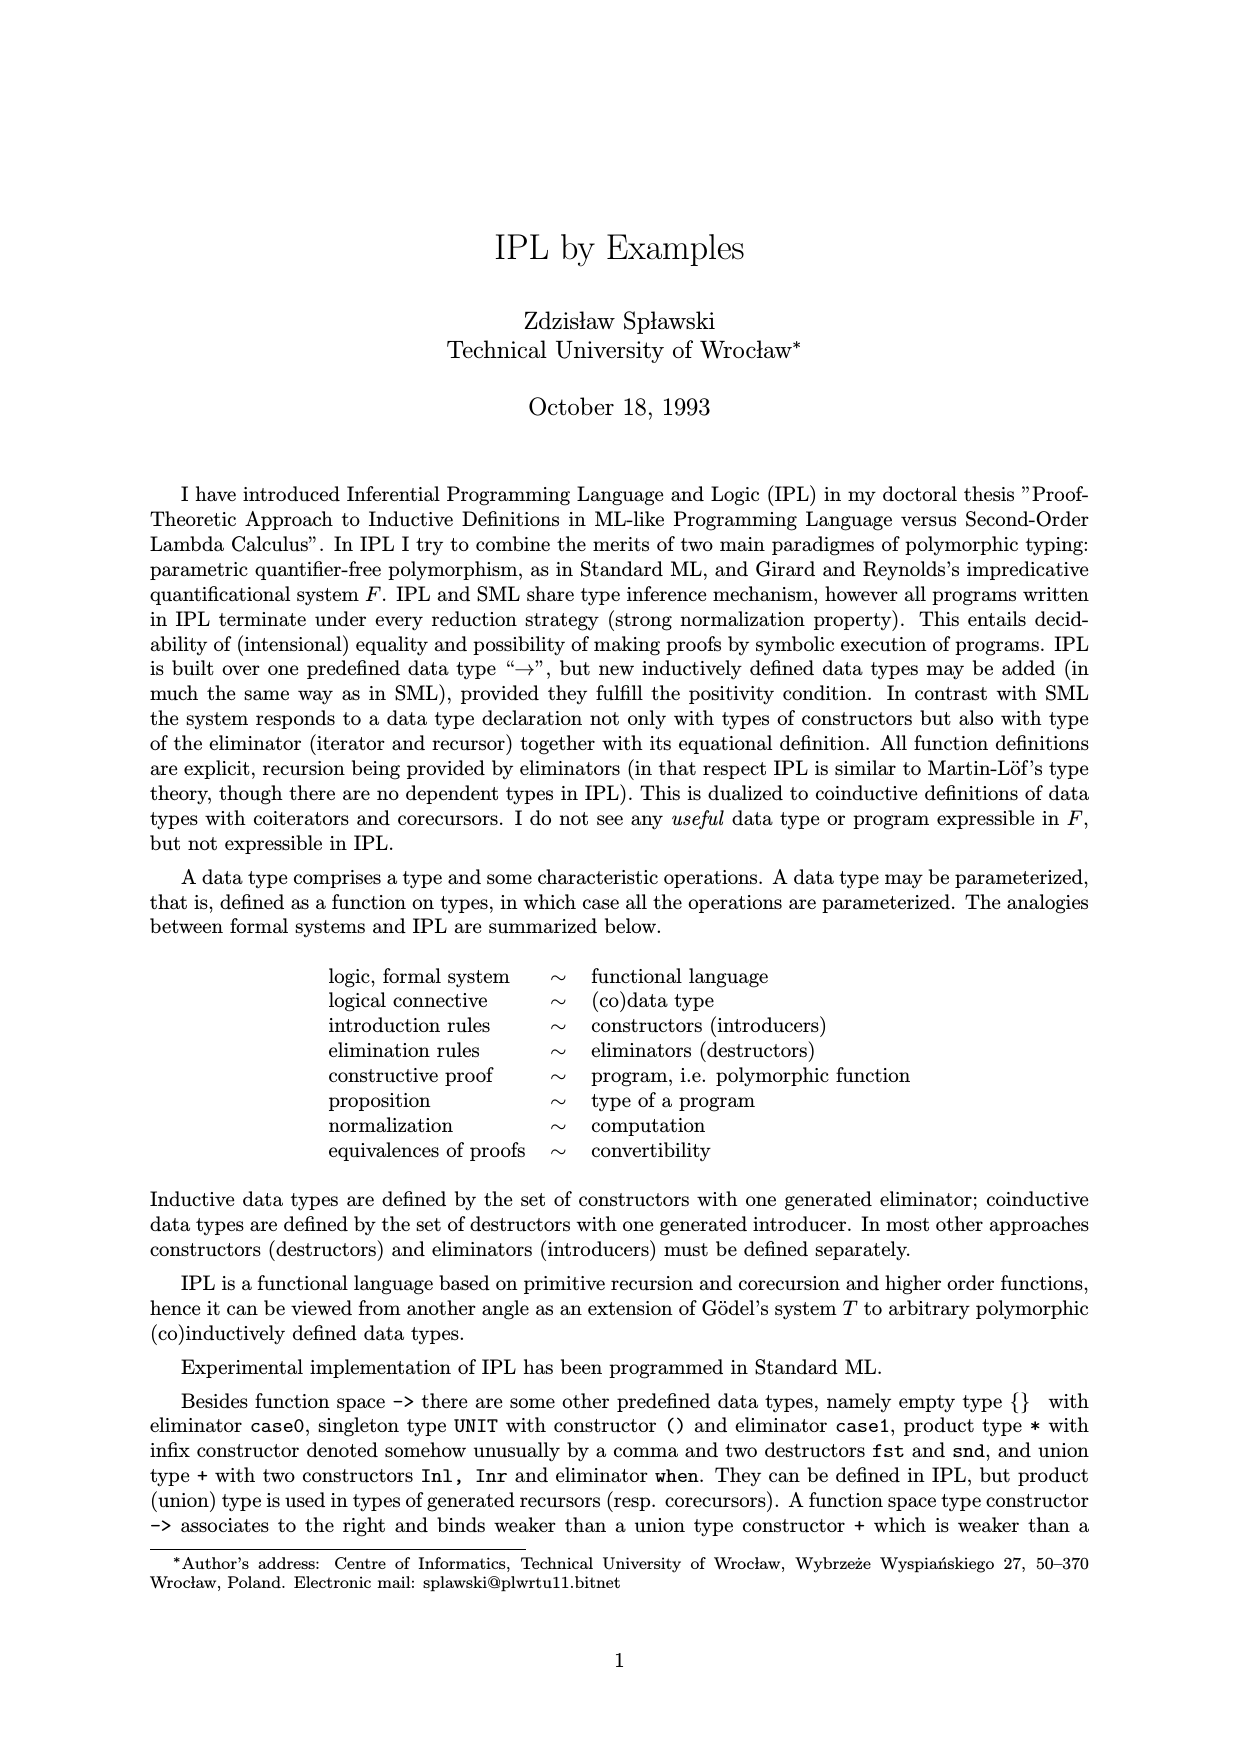 IPL by Examples
Zdzisław Spławski
Technical University of Wrocław*
October 18, 1993
I have introduced Inferential Programming Language and Logic (IPL) in my doctoral thesis ”Proof-
Theoretic Approach to Inductive Definitions in ML-like Programming Language versus Second-Order
Lambda Calculus”. In IPL I try to combine the merits of two main paradigmes of polymorphic typing:
parametric quantifier-free polymorphism, as in Standard ML, and Girard and Reynolds’s impredicative
quantificational system F. IPL and SML share type inference mechanism, however all programs written
in IPL terminate under every reduction strategy (strong normalization property). This entails decid-
ability of (intensional) equality and possibility of making proofs by symbolic execution of programs. IPL
is built over one predefined data type “→”, but new inductively defined data types may be added (in
much the same way as in SML), provided they fulfill the positivity condition. In contrast with SML
the system responds to a data type declaration not only with types of constructors but also with type
of the eliminator (iterator and recursor) together with its equational definition. All function definitions
are explicit, recursion being provided by eliminators (in that respect IPL is similar to Martin-Löf’s type
theory, though there are no dependent types in IPL). This is dualized to coinductive definitions of data
types with coiterators and corecursors. I do not see any useful data type or program expressible in F,
but not expressible in IPL.
A data type comprises a type and some characteristic operations. A data type may be parameterized,
that is, defined as a function on types, in which case all the operations are parameterized. The analogies
between formal systems and IPL are summarized below.
logic, formal system ∼ functional language
logical connective ∼ (co)data type
introduction rules ∼ constructors (introducers)
elimination rules ∼ eliminators (destructors)
constructive proof ∼ program, i.e. polymorphic function
proposition ∼ type of a program
normalization ∼ computation
equivalences of proofs ∼ convertibility
Inductive data types are defined by the set of constructors with one generated eliminator; coinductive
data types are defined by the set of destructors with one generated introducer. In most other approaches
constructors (destructors) and eliminators (introducers) must be defined separately.
IPL is a functional language based on primitive recursion and corecursion and higher order functions,
hence it can be viewed from another angle as an extension of Gödel’s system T to arbitrary polymorphic
(co)inductively defined data types.
Experimental implementation of IPL has been programmed in Standard ML.
Besides function space -> there are some other predefined data types, namely empty type {} with
eliminator case0, singleton type UNIT with constructor () and eliminator case1, product type * with
infix constructor denoted somehow unusually by a comma and two destructors fst and snd, and union
type + with two constructors Inl, Inr and eliminator when. They can be defined in IPL, but product
(union) type is used in types of generated recursors (resp. corecursors). A function space type constructor
-> associates to the right and binds weaker than a union type constructor + which is weaker than a
*Author’s address: Centre of Informatics, Technical University of Wrocław, Wybrzeże Wyspiańskiego 27, 50–370
Wrocław, Poland. Electronic mail: splawski@plwrtu11.bitnet
1